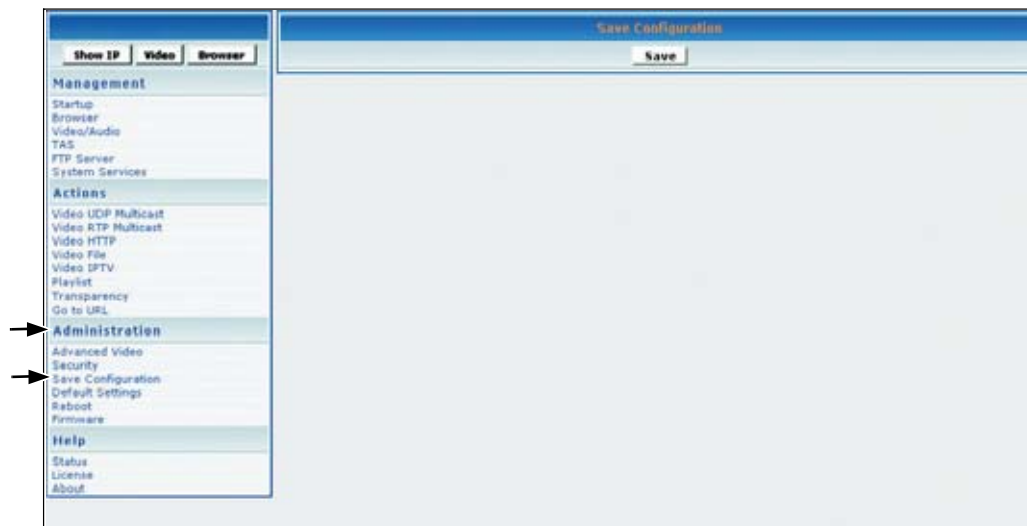 Save Configuration
Show IP Video Browser
Save
Management
Startup
Browser
Video/Audio
TAS
FTP Server
System Services
Actions
Video UDP Multicast
Video RTP Multicast
Video HTTP
Video File
Video IPTV
Playlist
Transparency
Go to URL
Administration
Advanced Video
Security
Save Configuration
Default Settings
Reboot
Firmware
Help
Status
License
About